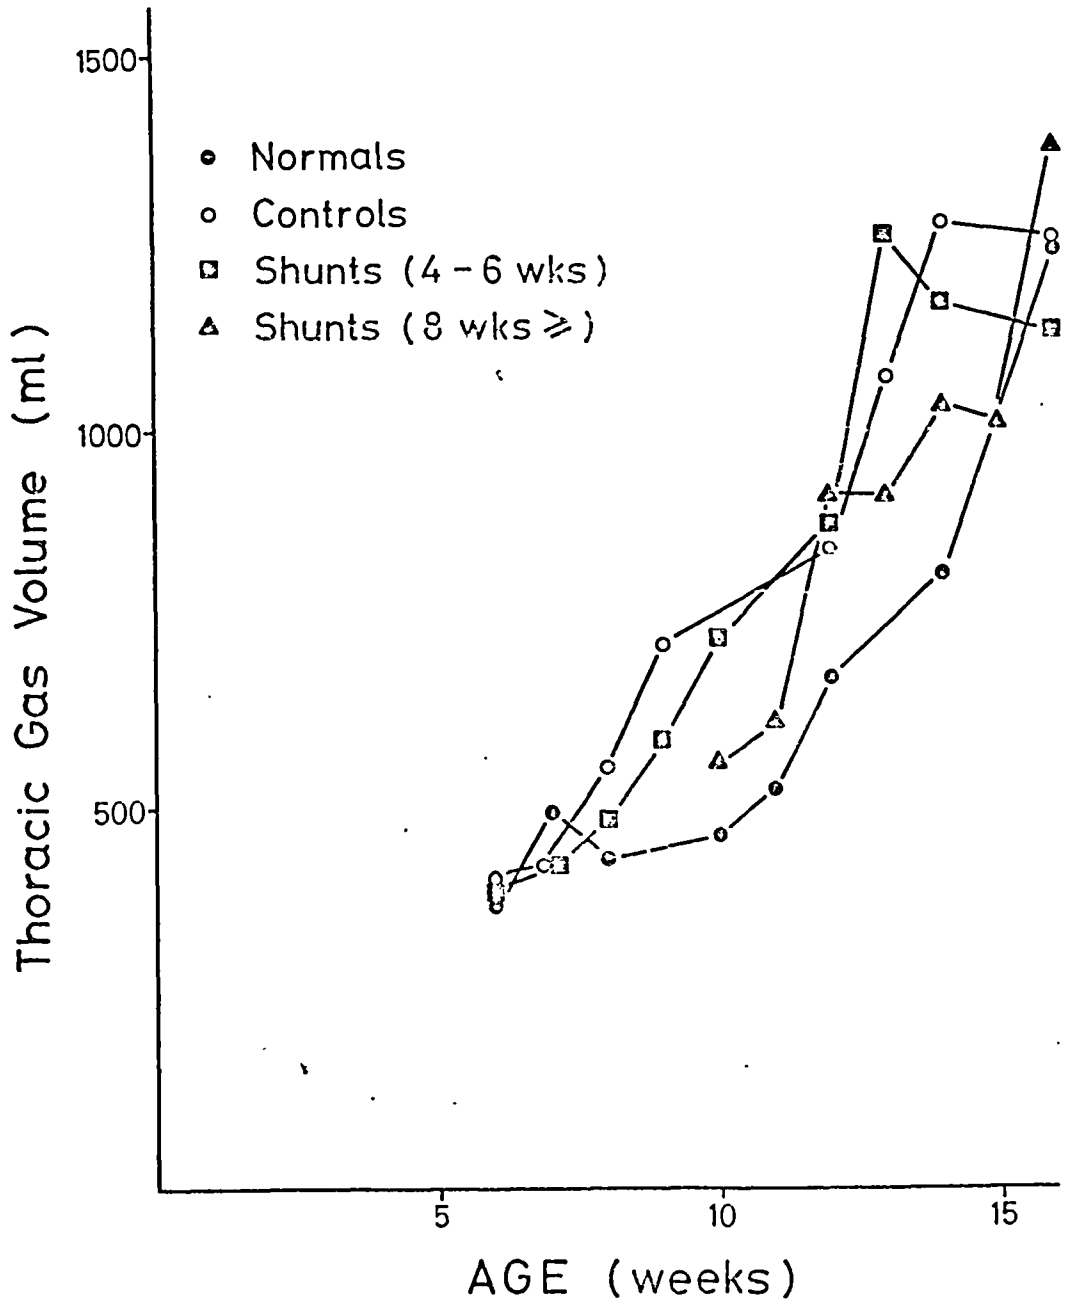 1500
Normals
Controls
Shunts (4-6 wks)
Shunts (8 wks ⩾)
1000
500
Thoracic Gas Volume (ml)
5 10 15
AGE (weeks)